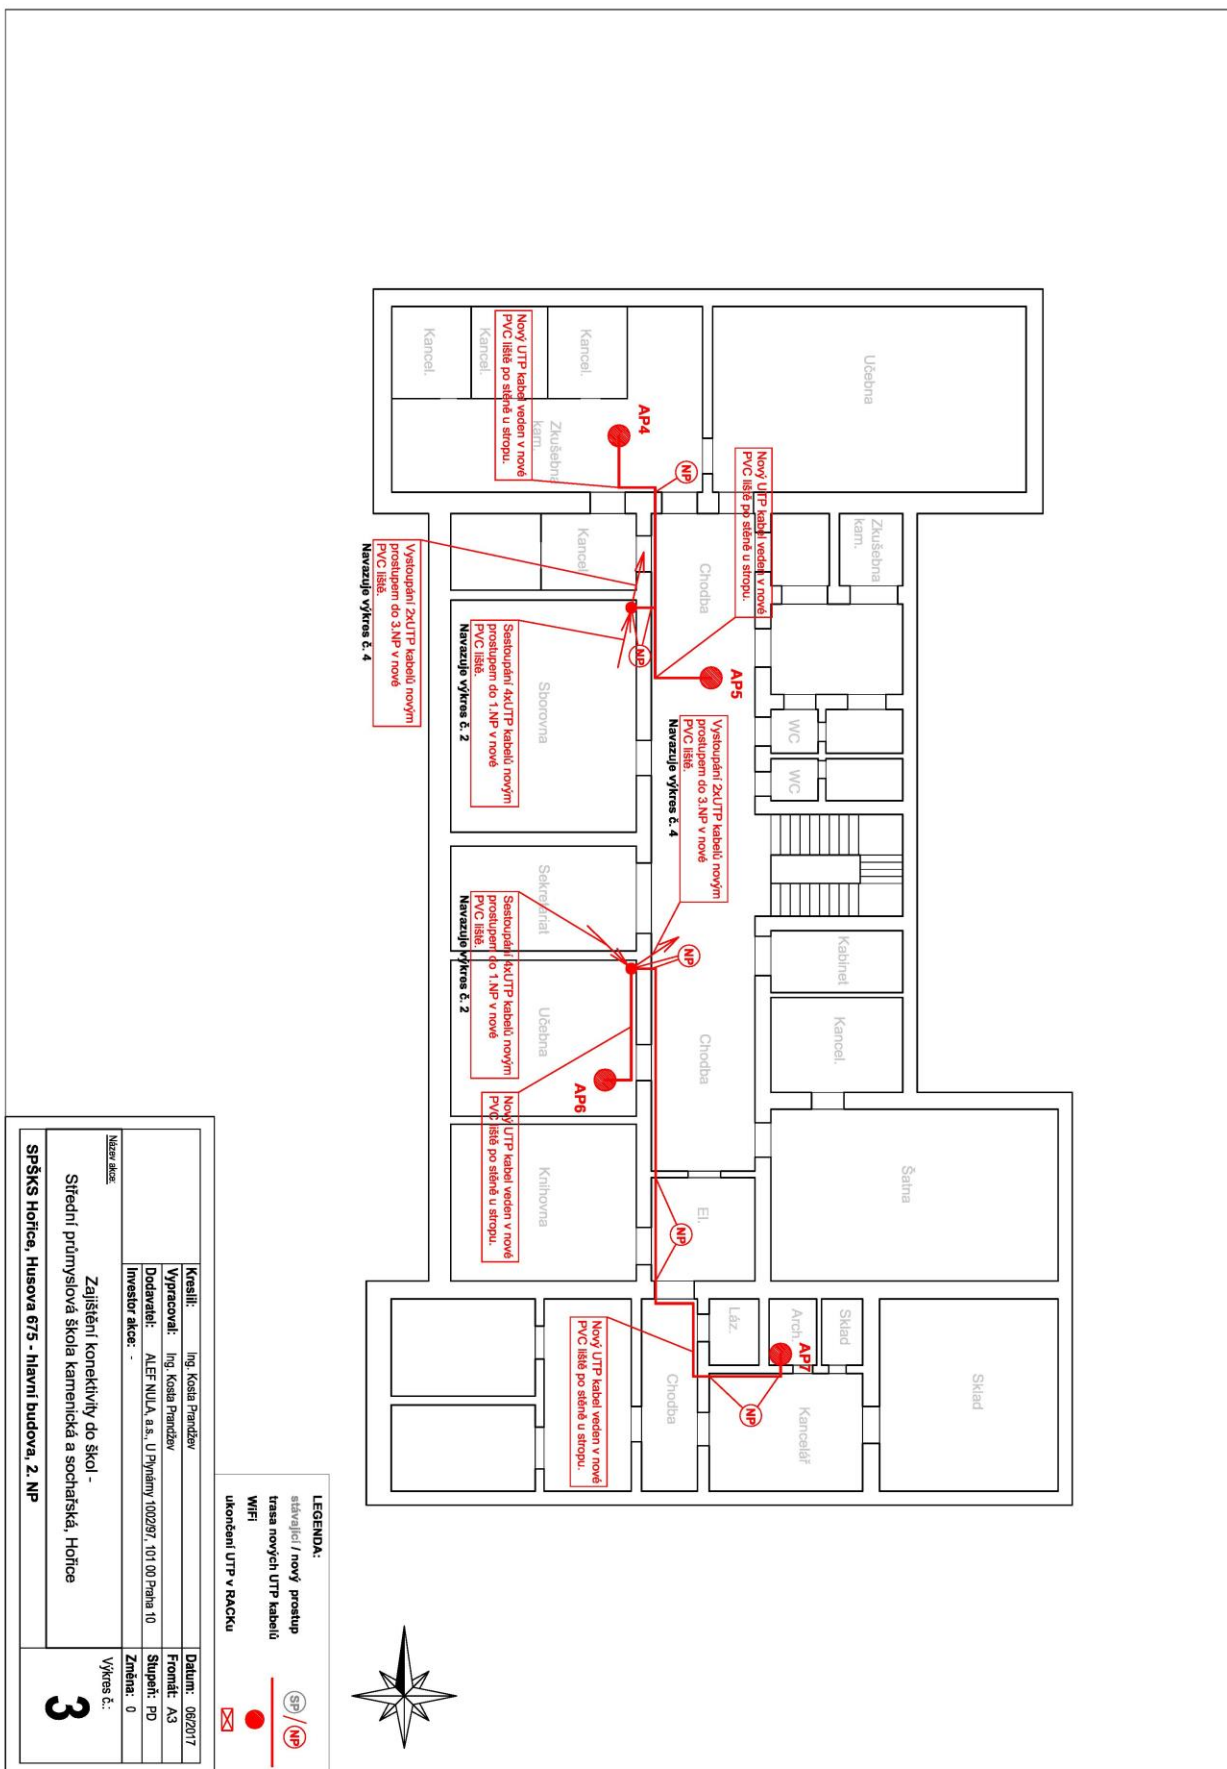 Učebna
Kancel.
Kancel.
Kancel.
Zkušebna
kam.
AP4
Nový UTP kabel veden v nové
PVC liště po stěně u stropu.
NP
Nový UTP kabel veden v nové
PVC liště po stěně u stropu.
Zkušebna
kam.
Kancel.
Chodba
NP
AP5
Vystoupání 2xUTP kabelů novým
prostupem do 3.NP v nové
PVC liště.
Navazuje výkres č. 4
Sestoupání 4xUTP kabelů novým
prostupem do 1.NP v nové
PVC liště.
Navazuje výkres č. 2
Sborovna
WC
WC
Vystoupání 2xUTP kabelů novým
prostupem do 3.NP v nové
PVC liště.
Navazuje výkres č. 4
Sekretariat
NP
Kabinet
Sestoupání 4xUTP kabelů novým
prostupem do 1.NP v nové
PVC liště.
Navazuje výkres č. 2
Učebna
Kancel.
Chodba
AP6
Nový UTP kabel veden v nové
PVC liště po stěně u stropu.
Knihovna
El.
NP
Šatna
Láz.
Arch.
Sklad
AP7
Nový UTP kabel veden v nové
PVC liště po stěně u stropu.
Chodba
NP
Kancelář
Sklad
LEGENDA:
stávající / nový prostup
SP/NP
trasa nových UTP kabelů
WiFi
ukončení UTP v RACKu
Kreslil: Ing. Kosta Prandžev
Datum: 06/2017
Vypracoval: Ing. Kosta Prandžev
Fromát: A3
Dodavatel: ALEF NULA, a.s., U Plynárny 1002/97, 101 00 Praha 10
Stupeň: PD
Investor akce: -
Změna: 0
Název akce:
Zajištění konektivity do škol -
Střední průmyslová škola kamenická a sochařská, Hořice
Výkres č.:
3
SPŠKS Hořice, Husova 675 - hlavní budova, 2. NP